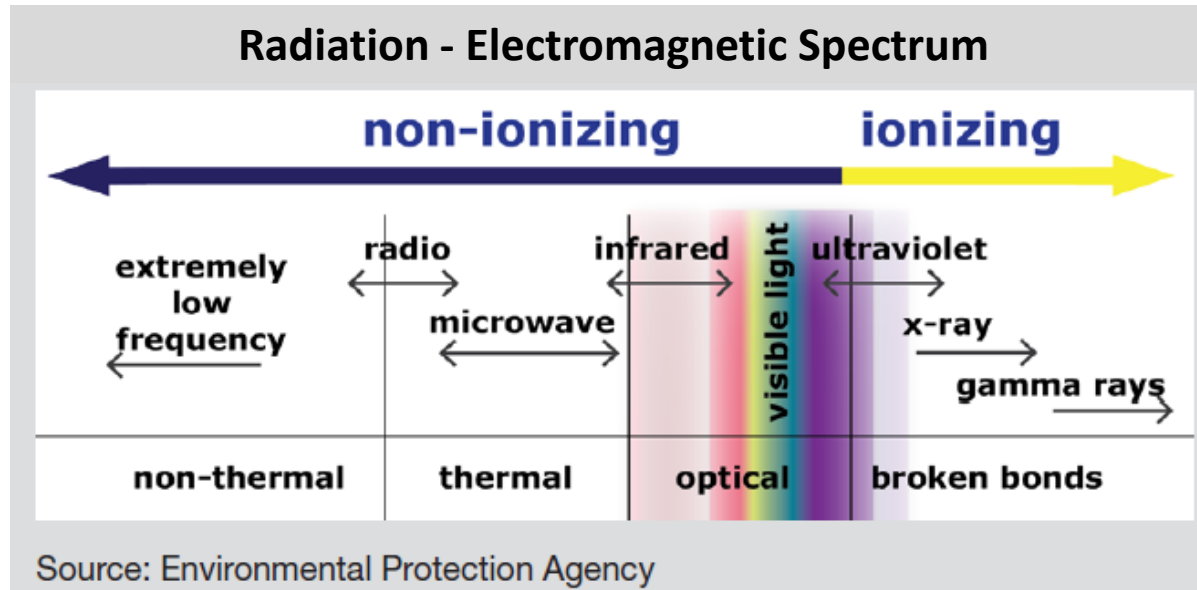 Radiation - Electromagnetic Spectrum
non-ionizing ionizing
radio infrared visible light ultraviolet
extremely
low
frequency
microwave x-ray
gamma rays
non-thermal thermal optical broken bonds
Source: Environmental Protection Agency